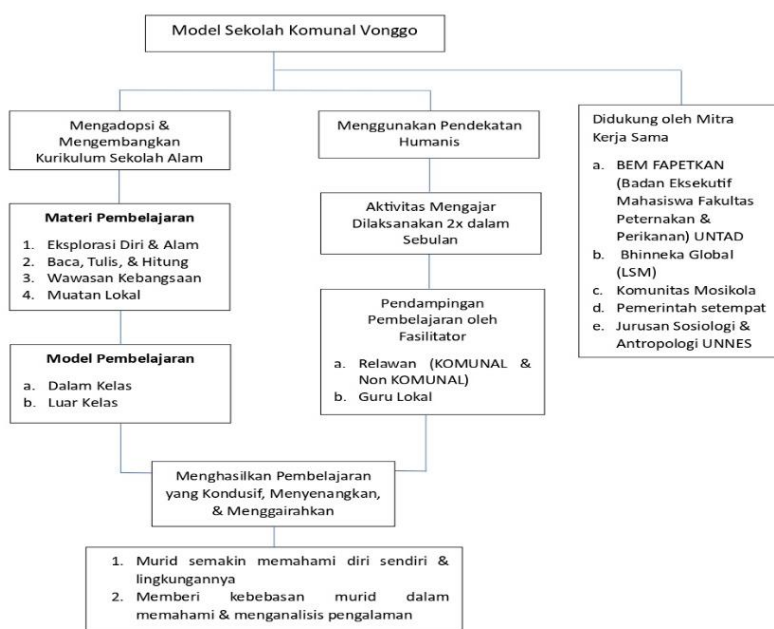 Model Sekolah Komunal Vonggo
Mengadopsi &
Mengembangkan
Kurikulum Sekolah Alam
Materi Pembelajaran
1. Eksplorasi Diri & Alam
2. Baca, Tulis, & Hitung
3. Wawasan Kebangsaan
4. Muatan Lokal
Model Pembelajaran
a. Dalam Kelas
b. Luar Kelas
Menggunakan Pendekatan
Humanis
Aktivitas Mengajar
Dilaksanakan 2x dalam
Sebulan
Pendampingan
Pembelajaran oleh
Fasilitator
a. Relawan (KOMUNAL &
Non KOMUNAL)
b. Guru Lokal
Didukung oleh Mitra
Kerja Sama
a. BEM FAPETKAN
(Badan Eksekutif
Mahasiswa Fakultas
Peternakan &
Perikanan) UNTAD
b. Bhinneka Global
(LSM)
c. Komunitas Mosikola
d. Pemerintah setempat
e. Jurusan Sosiologi &
Antropologi UNNES
Menghasilkan Pembelajaran
yang Kondusif, Menyenangkan,
& Menggairahkan
1. Murid semakin memahami diri sendiri &
lingkungannya
2. Memberi kebebasan murid dalam
memahami & menganalisis pengalaman